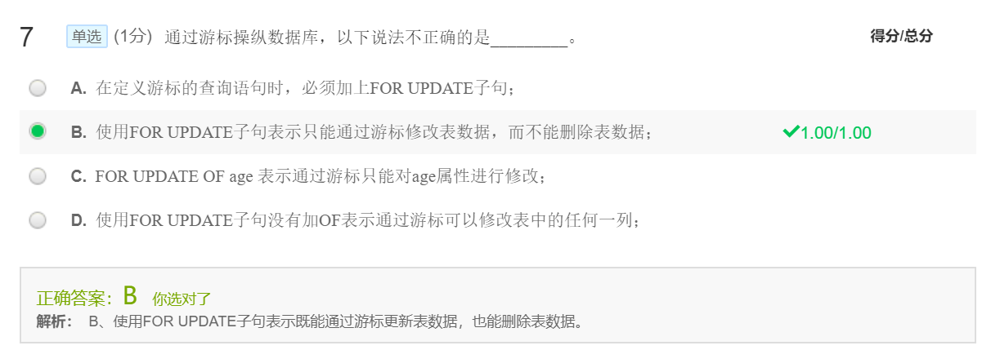 7 单选 (1分) 通过游标操纵数据库，以下说法不正确的是_________。 得分/总分
A. 在定义游标的查询语句时，必须加上FOR UPDATE子句；
B. 使用FOR UPDATE子句表示只能通过游标修改表数据，而不能删除表数据； 1.00/1.00
C. FOR UPDATE OF age 表示通过游标只能对age属性进行修改；
D. 使用FOR UPDATE子句没有加OF表示通过游标可以修改表中的任何一列；
正确答案：B 你选对了
解析： B、使用FOR UPDATE子句表示既能通过游标更新表数据，也能删除表数据。